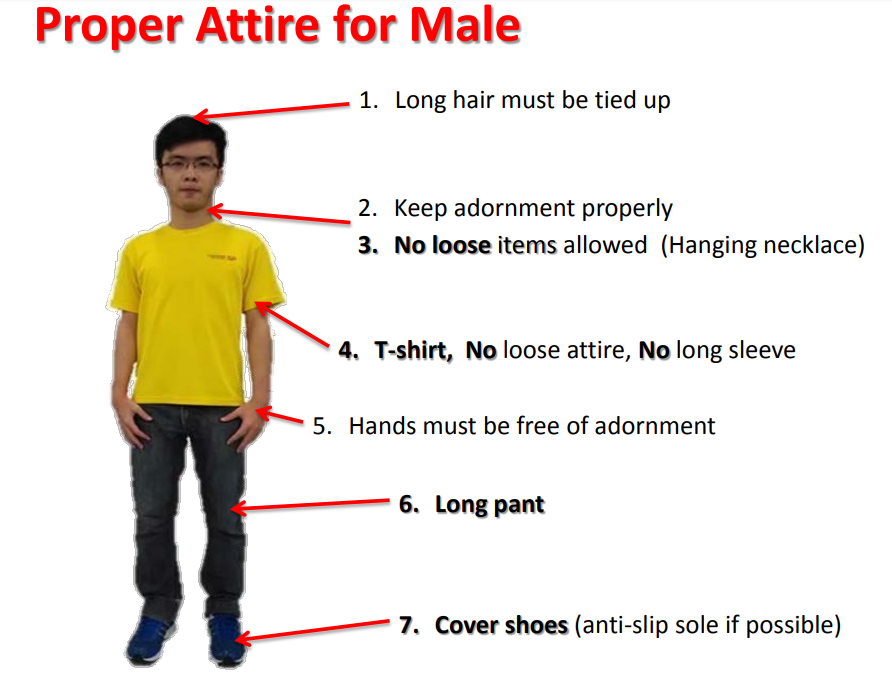 Proper Attire for Male
1. Long hair must be tied up
2. Keep adornment properly
3. No loose items allowed (Hanging necklace)
4. T-shirt, No loose attire, No long sleeve
5. Hands must be free of adornment
6. Long pant
7. Cover shoes (anti-slip sole if possible)